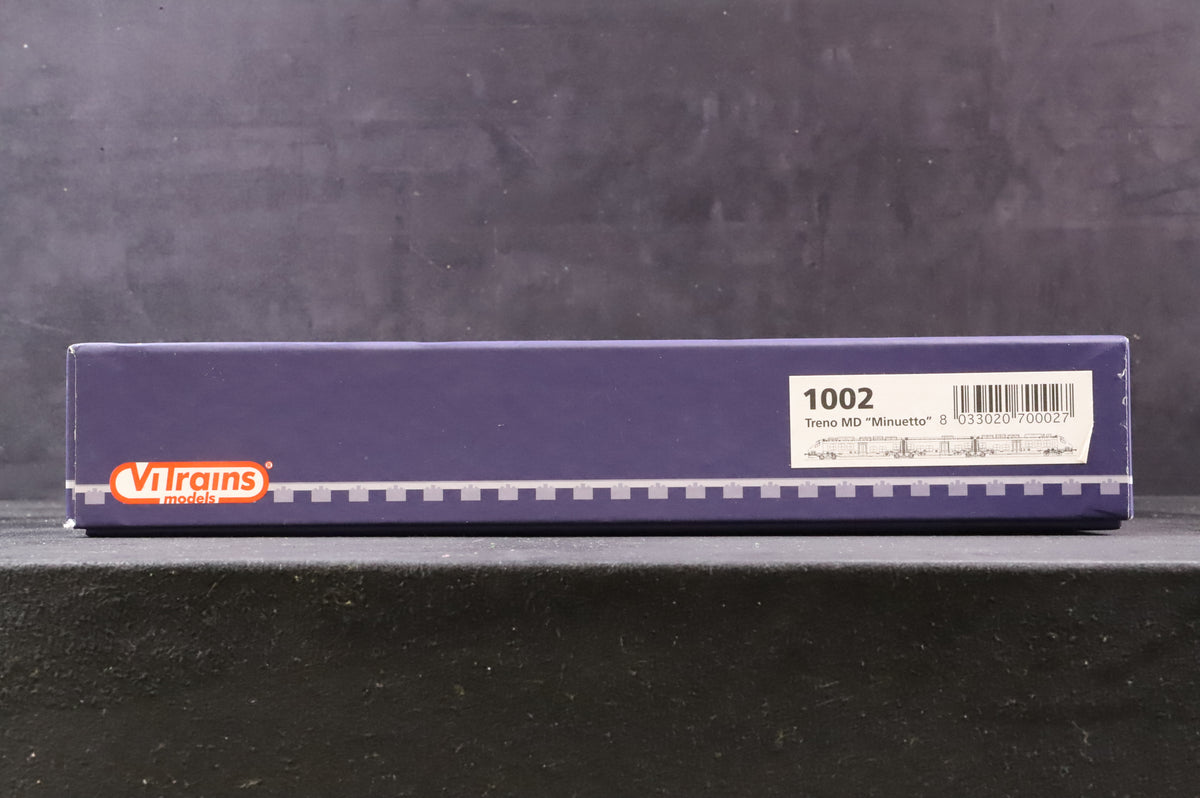 ViTrains®
models
1002
Treno MD "Minuetto"
8 033020 700027